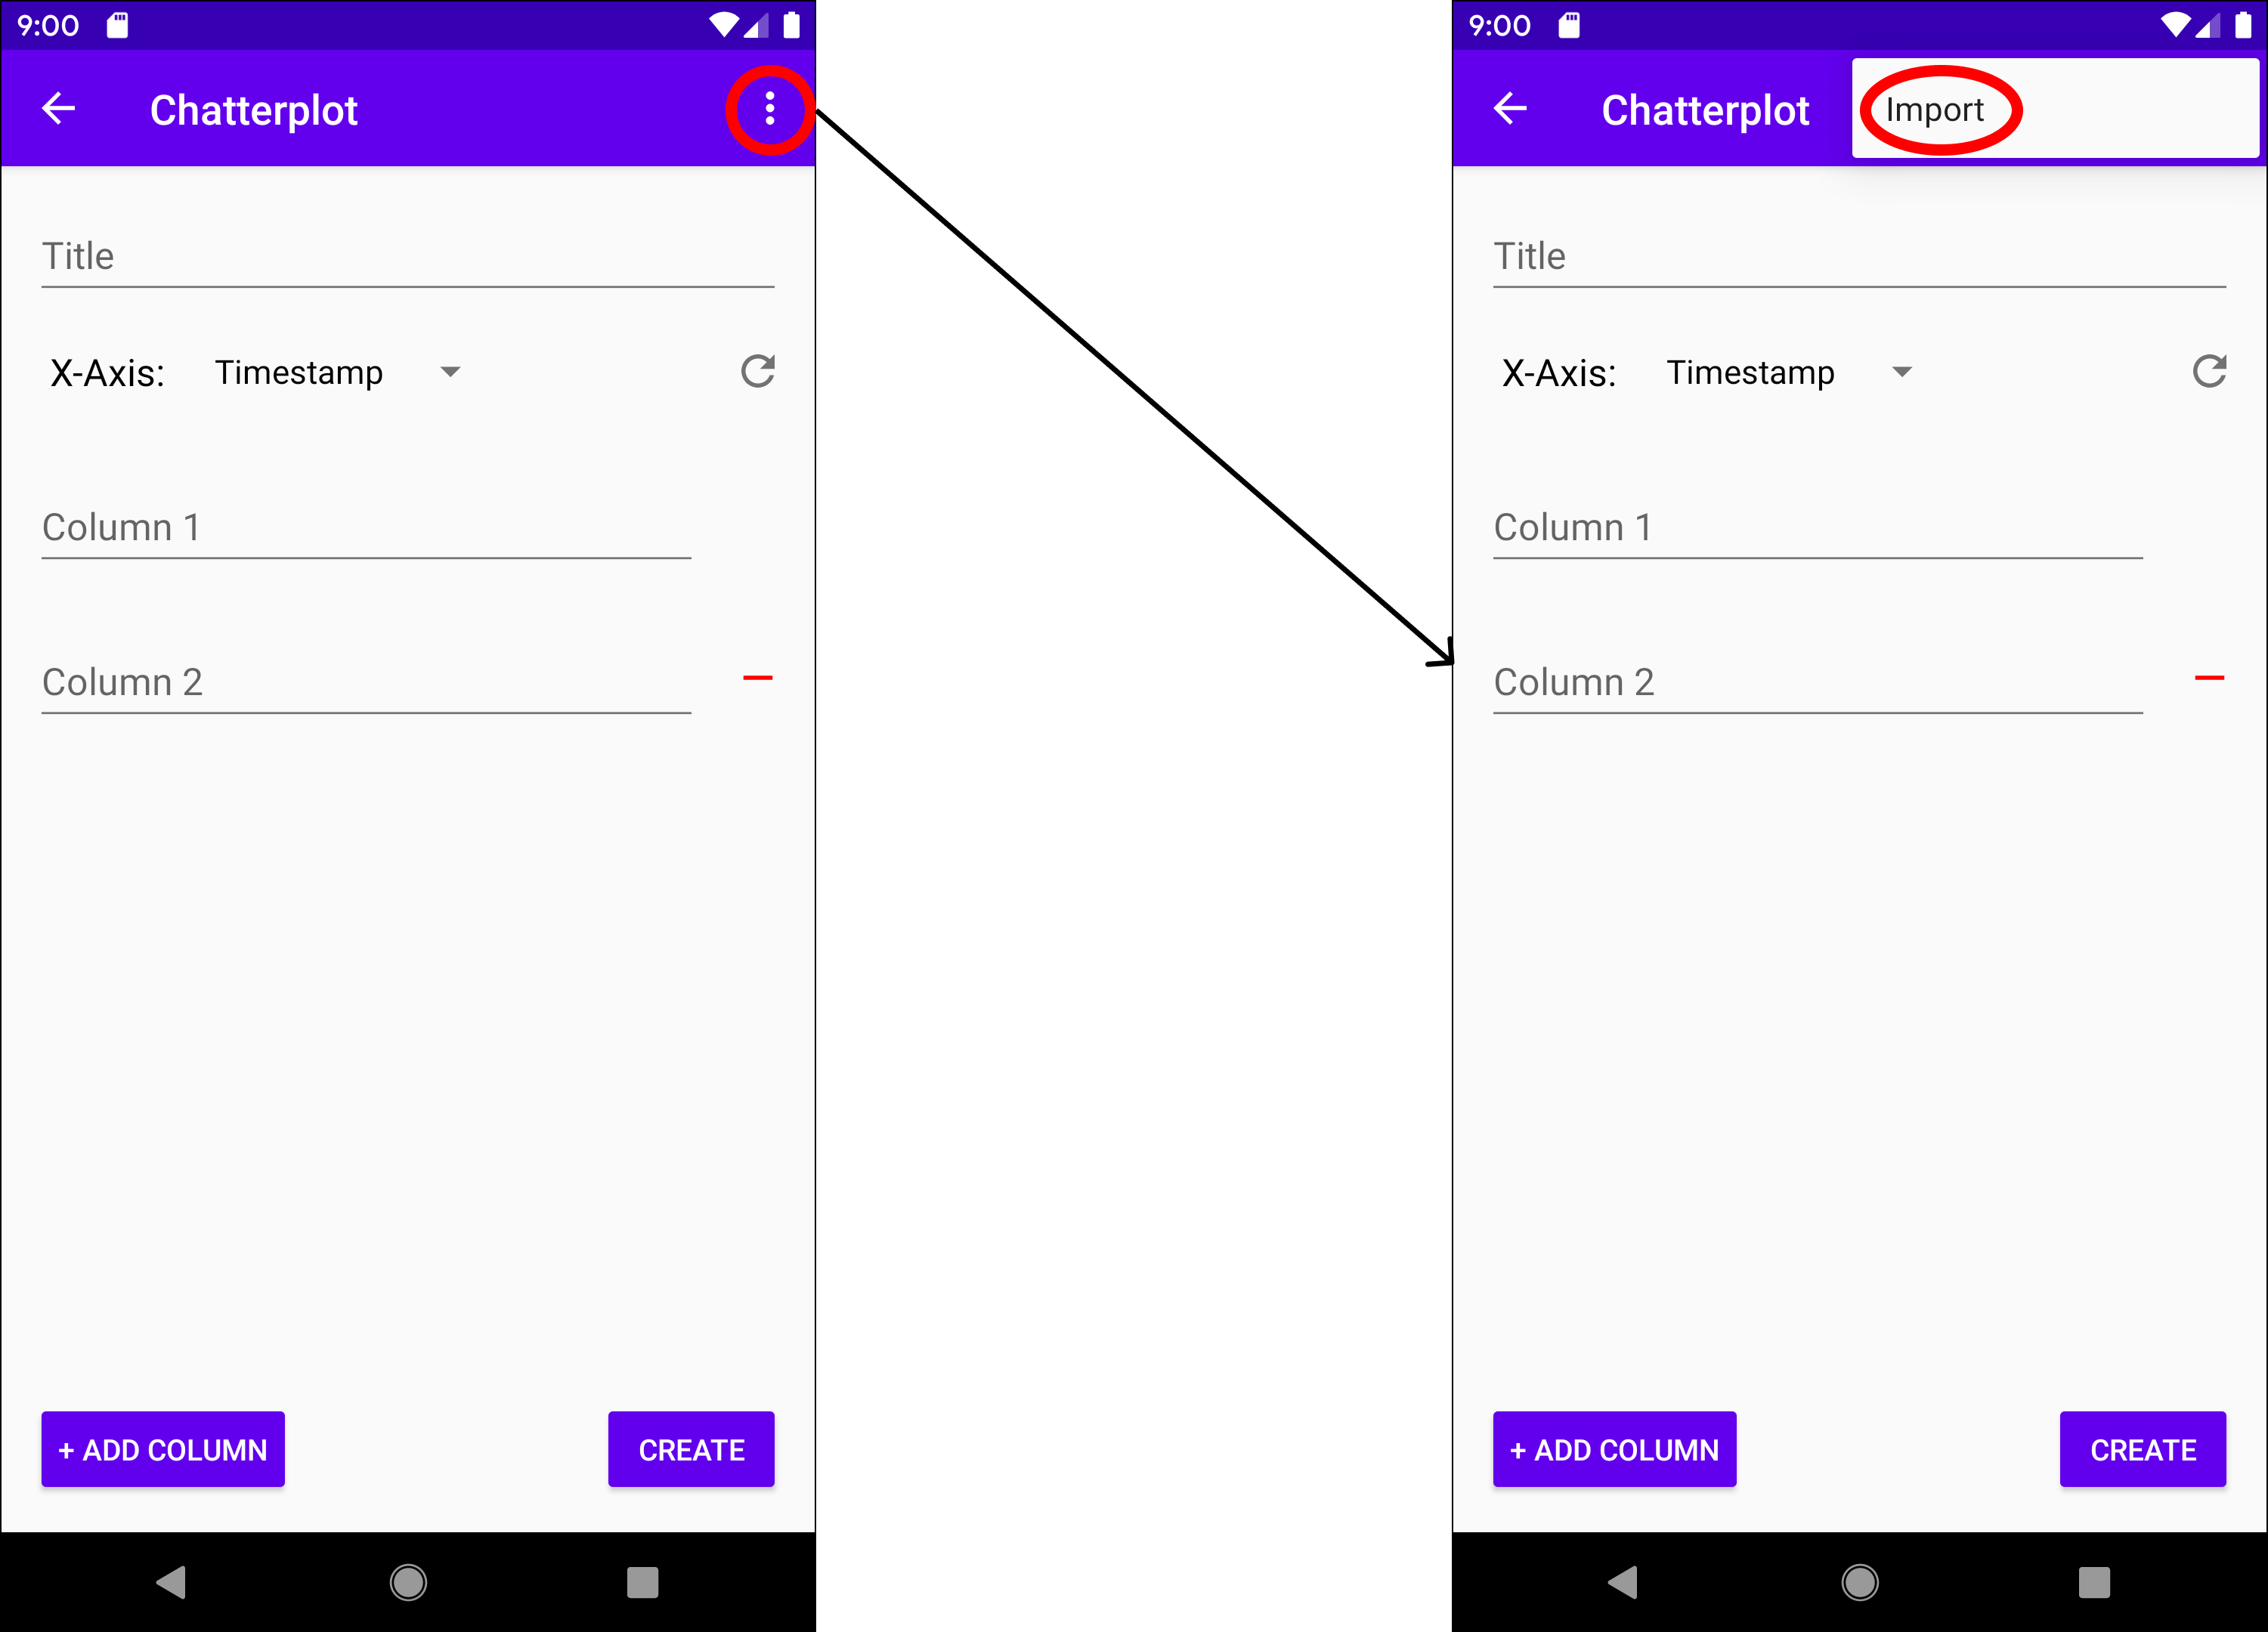 9:00
Chatterplot
Title
X-Axis: Timestamp
Column 1
Column 2
+ ADD COLUMN CREATE
9:00
Chatterplot Import
Title
X-Axis: Timestamp
Column 1
Column 2
+ ADD COLUMN CREATE